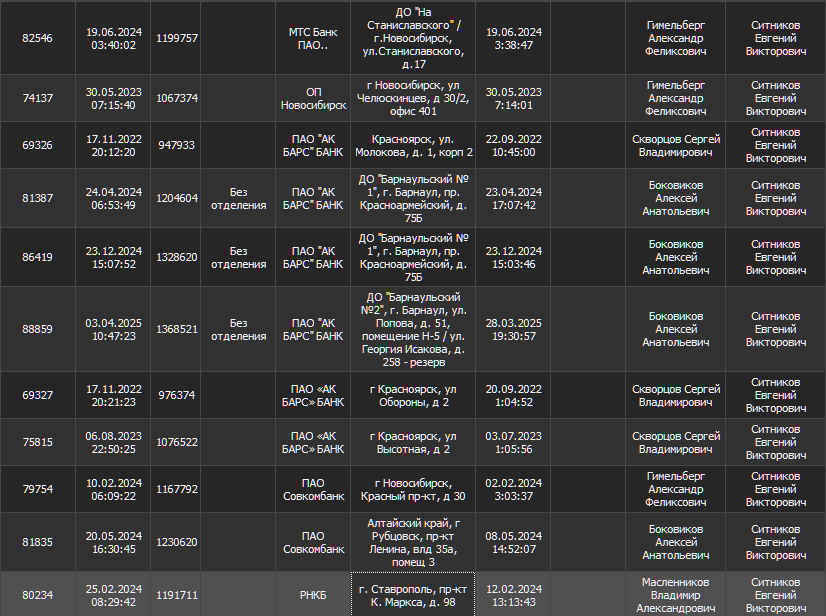 82546 19.06.2024 03:40:02 1199757 МТС Банк ПАО.. ДО "На Станиславского" / г.Новосибирск, ул.Станиславского, д.17 19.06.2024 3:38:47 Гимельберг Александр Феликсович Ситников Евгений Викторович
74137 30.05.2023 07:15:40 1067374 ОП Новосибирск г Новосибирск, ул Челюскинцев, д 30/2, офис 401 30.05.2023 7:14:01 Гимельберг Александр Феликсович Ситников Евгений Викторович
69326 17.11.2022 20:12:20 947933 ПАО "АК БАРС" БАНК Красноярск, ул. Молокова, д. 1, корп 2 22.09.2022 10:45:00 Скворцов Сергей Владимирович Ситников Евгений Викторович
81387 24.04.2024 06:53:49 1204604 Без отделения ПАО "АК БАРС" БАНК ДО "Барнаульский № 1", г. Барнаул, пр. Красноармейский, д. 75Б 23.04.2024 17:07:42 Боковиков Алексей Анатольевич Ситников Евгений Викторович
86419 23.12.2024 15:07:52 1328620 Без отделения ПАО "АК БАРС" БАНК ДО "Барнаульский № 1", г. Барнаул, пр. Красноармейский, д. 75Б 23.12.2024 15:03:46 Боковиков Алексей Анатольевич Ситников Евгений Викторович
88859 03.04.2025 10:47:23 1368521 Без отделения ПАО "АК БАРС" БАНК ДО "Барнаульский №2", г. Барнаул, ул. Попова, д. 51, помещение Н-5 / ул. Георгия Исакова, д. 258 - резерв 28.03.2025 19:30:57 Боковиков Алексей Анатольевич Ситников Евгений Викторович
69327 17.11.2022 20:21:23 976374 ПАО «АК БАРС» БАНК г Красноярск, ул Обороны, д 2 20.09.2022 1:04:52 Скворцов Сергей Владимирович Ситников Евгений Викторович
75815 06.08.2023 22:50:25 1076522 ПАО «АК БАРС» БАНК г Красноярск, ул Высотная, д 2 03.07.2023 1:05:56 Скворцов Сергей Владимирович Ситников Евгений Викторович
79754 10.02.2024 06:09:22 1167792 ПАО Совкомбанк г Новосибирск, Красный пр-кт, д 30 02.02.2024 3:03:37 Гимельберг Александр Феликсович Ситников Евгений Викторович
81835 20.05.2024 16:30:45 1230620 ПАО Совкомбанк Алтайский край, г Рубцовск, пр-кт Ленина, влд 35а, помещ 3 08.05.2024 14:52:07 Боковиков Алексей Анатольевич Ситников Евгений Викторович
80234 25.02.2024 08:29:42 1191711 РНКБ г. Ставрополь, пр-кт К. Маркса, д. 98 12.02.2024 13:13:43 Масленников Владимир Александрович Ситников Евгений Викторович